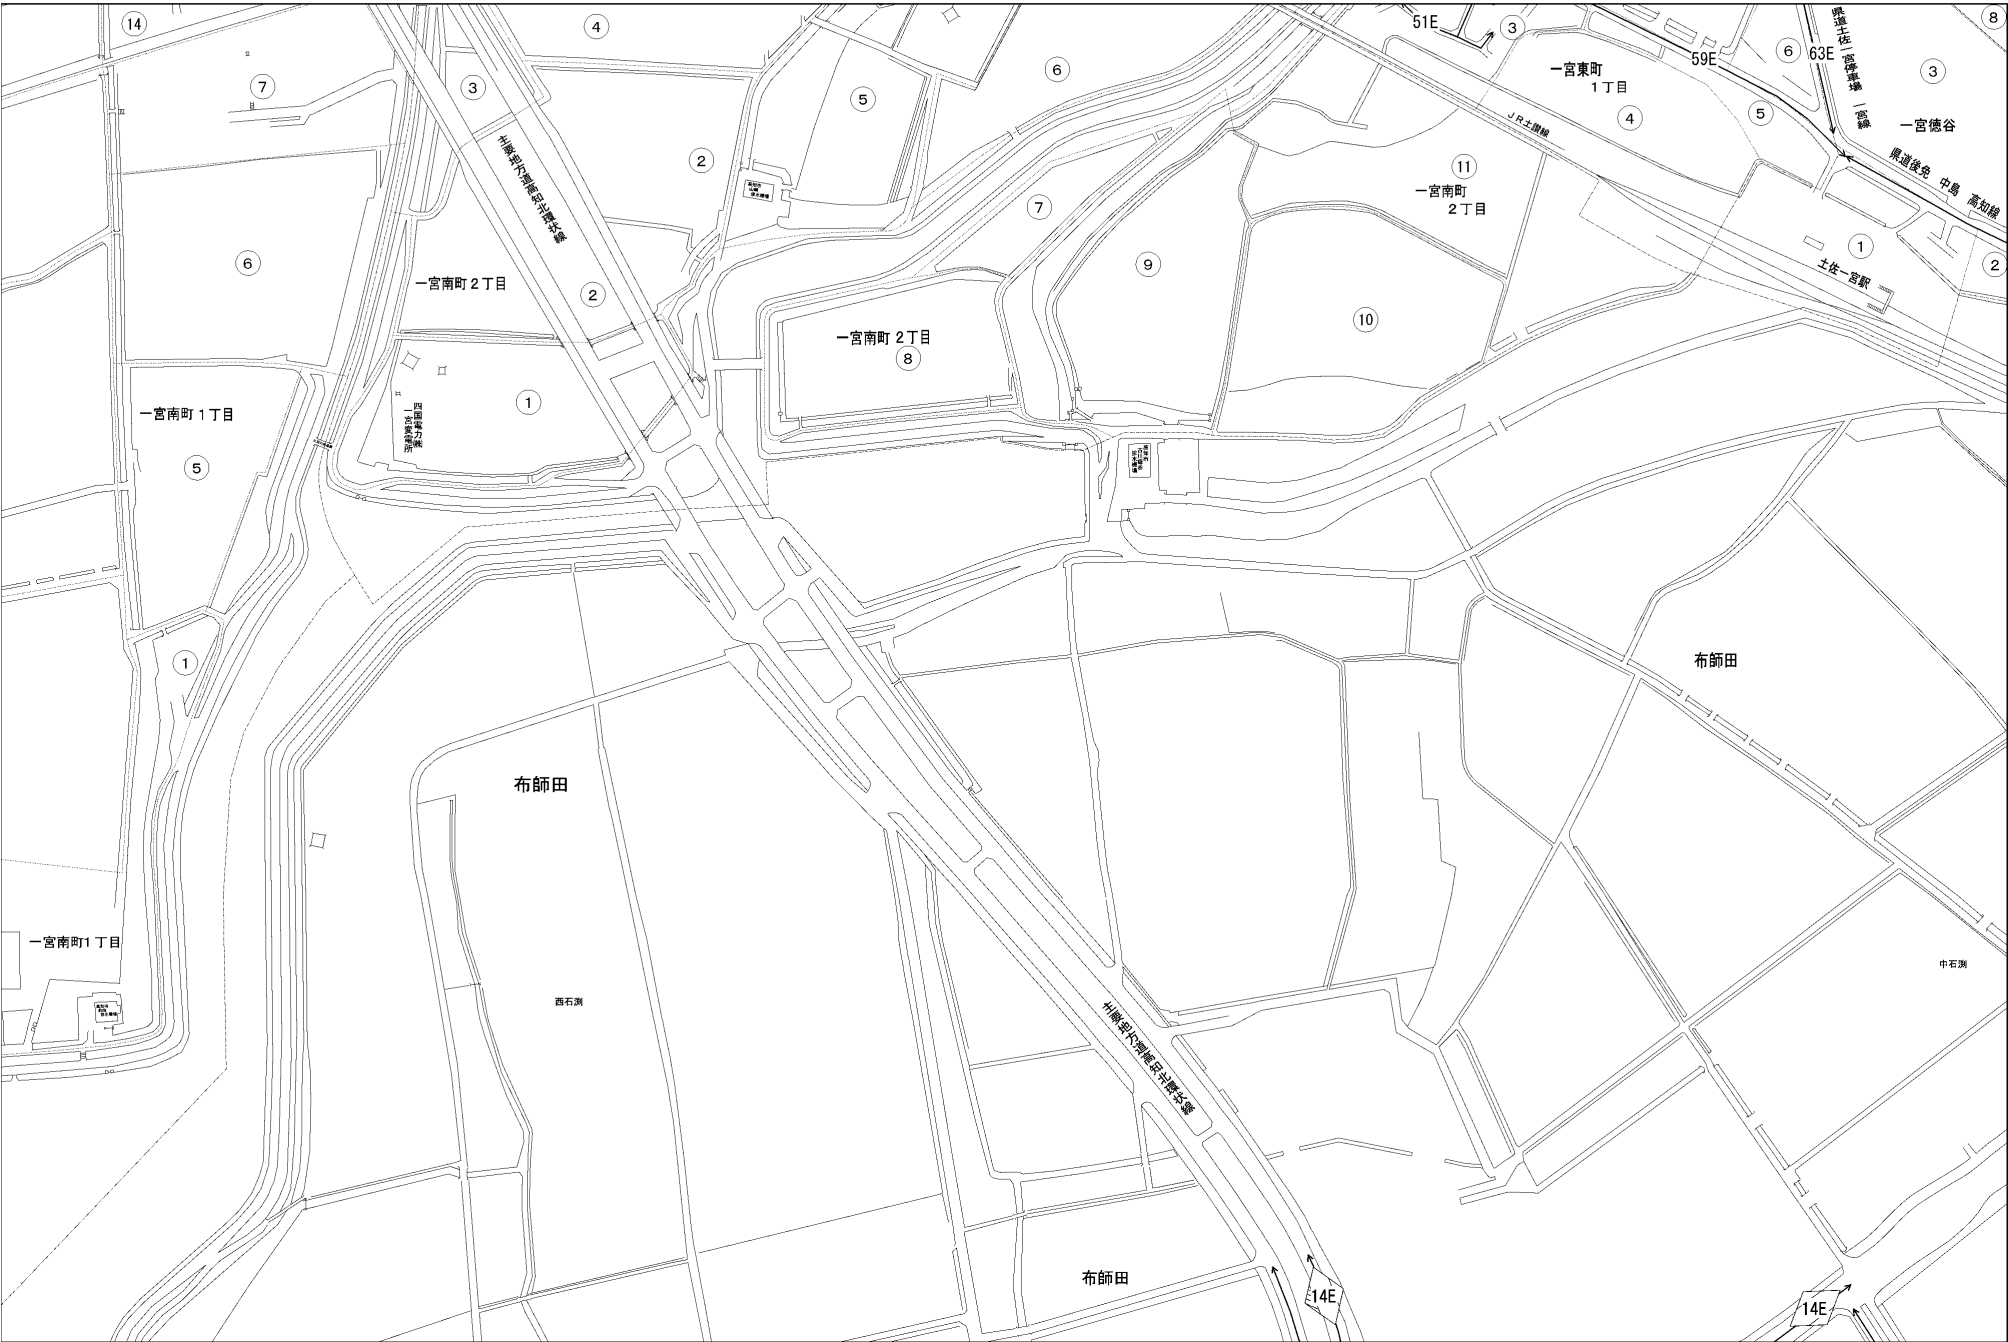 14
4
51E
3
59E
6
63E
県道土佐一宮停車場一宮線
8
7
3
5
6
一宮東町
1丁目
4
5
3
一宮徳谷
主要地方道高知北環状線
2
JR土讃線
11
一宮南町
2丁目
県道後免中島高知線
7
6
一宮南町2丁目
2
9
10
1
2
土佐一宮駅
一宮南町2丁目
8
一宮南町1丁目
5
四国電力㈱
一宮変電所
1
1
布師田
布師田
一宮南町1丁目
西石渕
中石渕
主要地方道高知北環状線
布師田
14E
14E